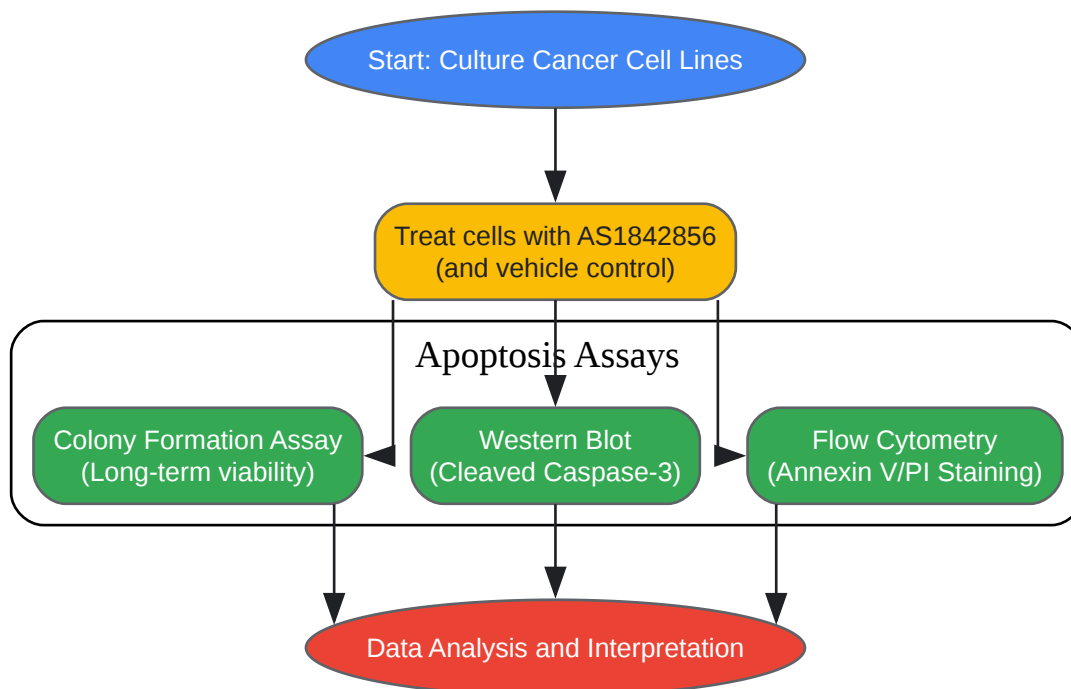 Start: Culture Cancer Cell Lines
Treat cells with AS1842856
(and vehicle control)
Apoptosis Assays
Colony Formation Assay
(Long-term viability)
Western Blot
(Cleaved Caspase-3)
Flow Cytometry
(Annexin V/PI Staining)
Data Analysis and Interpretation